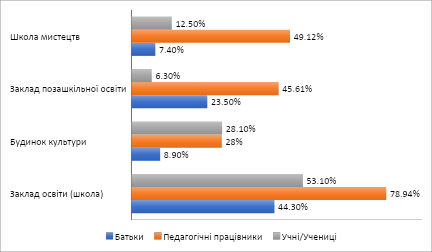 12.50%
Школа мистецтв
49.12%
7.40%
6.30%
Заклад позашкільної освіти
45.61%
23.50%
28.10%
Будинок культури
28%
8.90%
53.10%
Заклад освіти (школа)
78.94%
44.30%
Батьки Педагогічні працівники Учні/Учениці